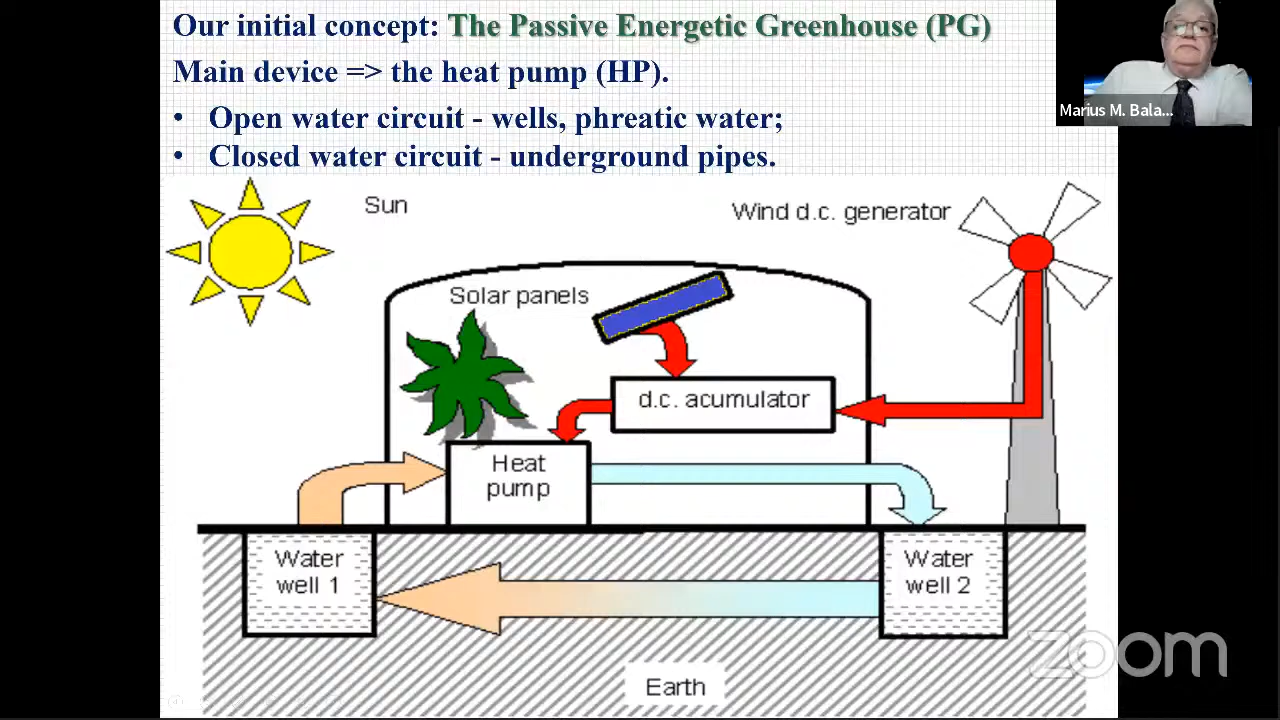 Our initial concept: The Passive Energetic Greenhouse (PG)
Main device => the heat pump (HP).
• Open water circuit - wells, phreatic water;
• Closed water circuit - underground pipes.
Marius M. Bala...
Sun
Wind d.c. generator
Solar panels
d.c. acumulator
Heat
pump
Water
well 1
Water
well 2
Earth
zoom